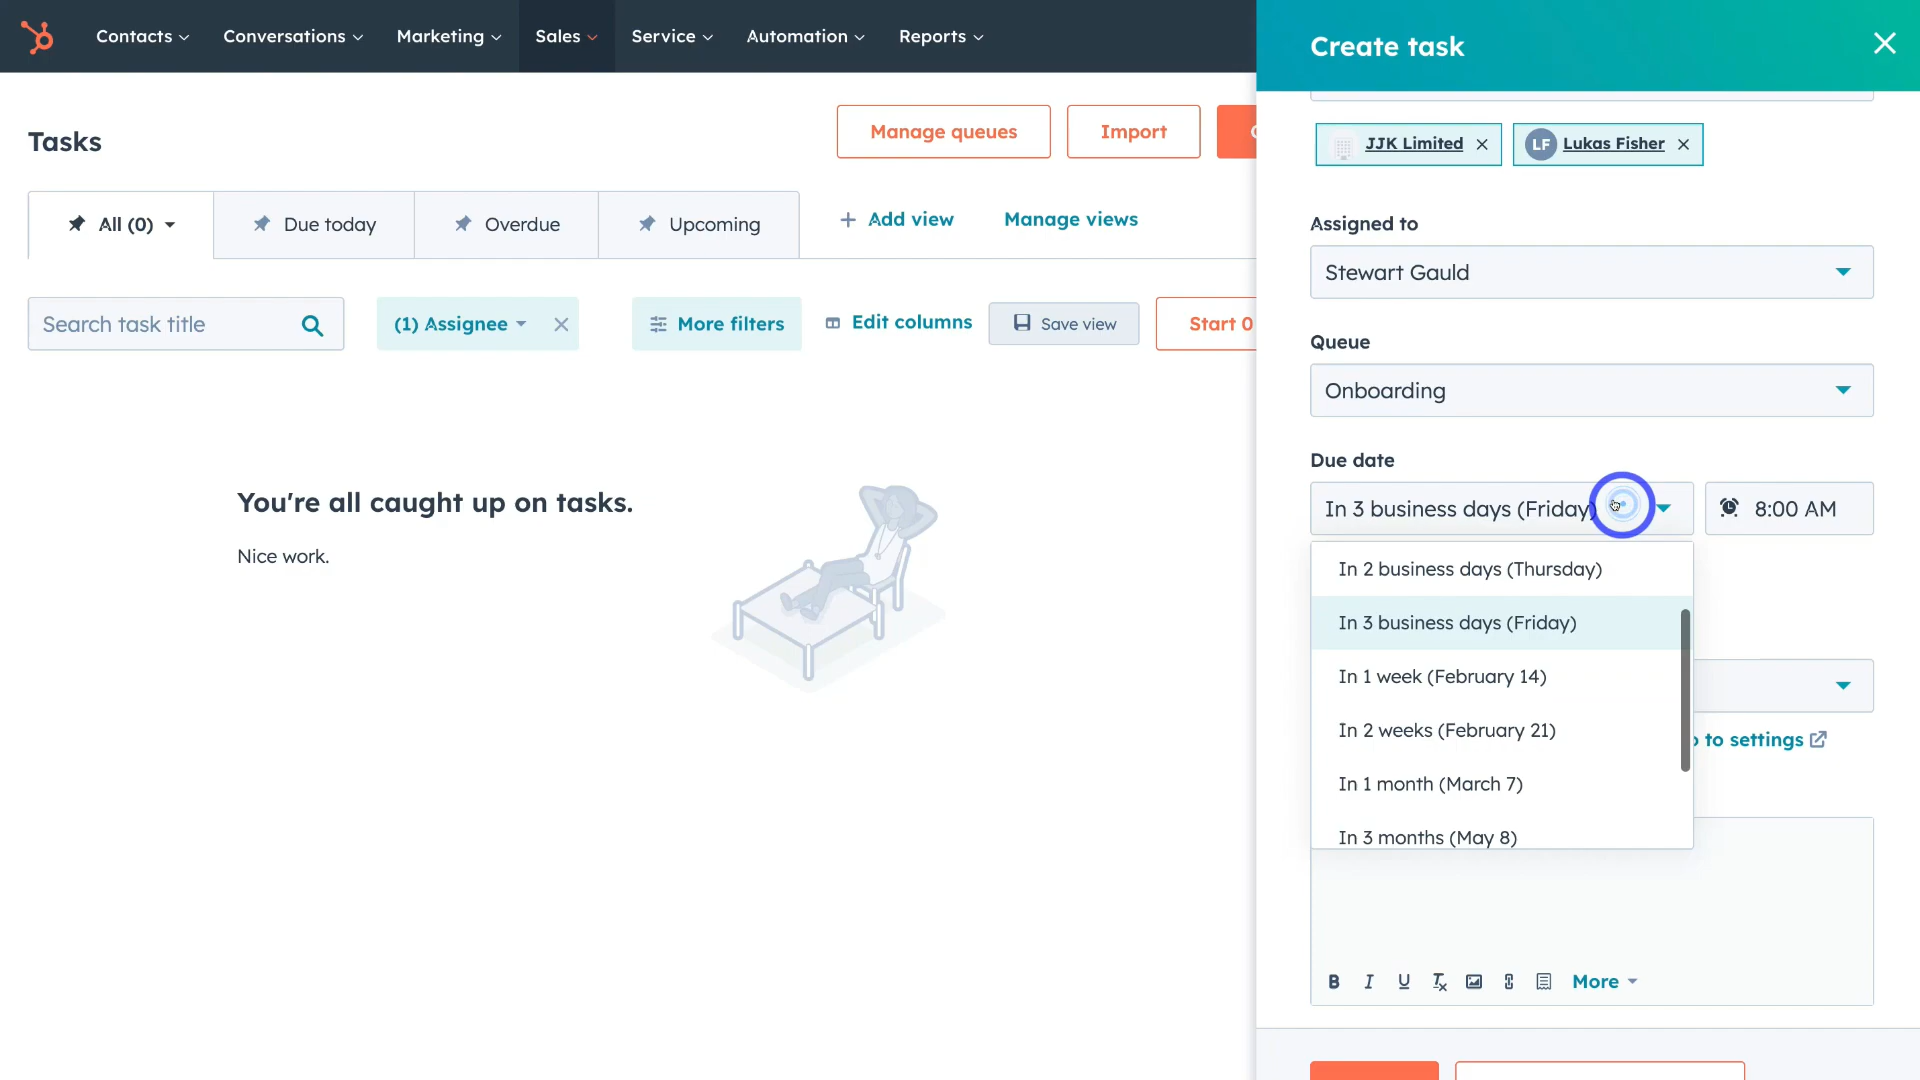 Contacts
Conversations
Marketing
Sales
Service
Automation
Reports
Create task
Tasks
Manage queues
Import
JJK Limited
LF Lukas Fisher
All (0)
Due today
Overdue
Upcoming
Add view
Manage views
Assigned to
Stewart Gauld
Search task title
(1) Assignee
More filters
Edit columns
Save view
Start 0
Queue
Onboarding
Due date
In 3 business days (Friday)
8:00 AM
You're all caught up on tasks.
Nice work.
In 2 business days (Thursday)
In 3 business days (Friday)
In 1 week (February 14)
In 2 weeks (February 21)
In 1 month (March 7)
In 3 months (May 8)
to settings
B I U Tx
More